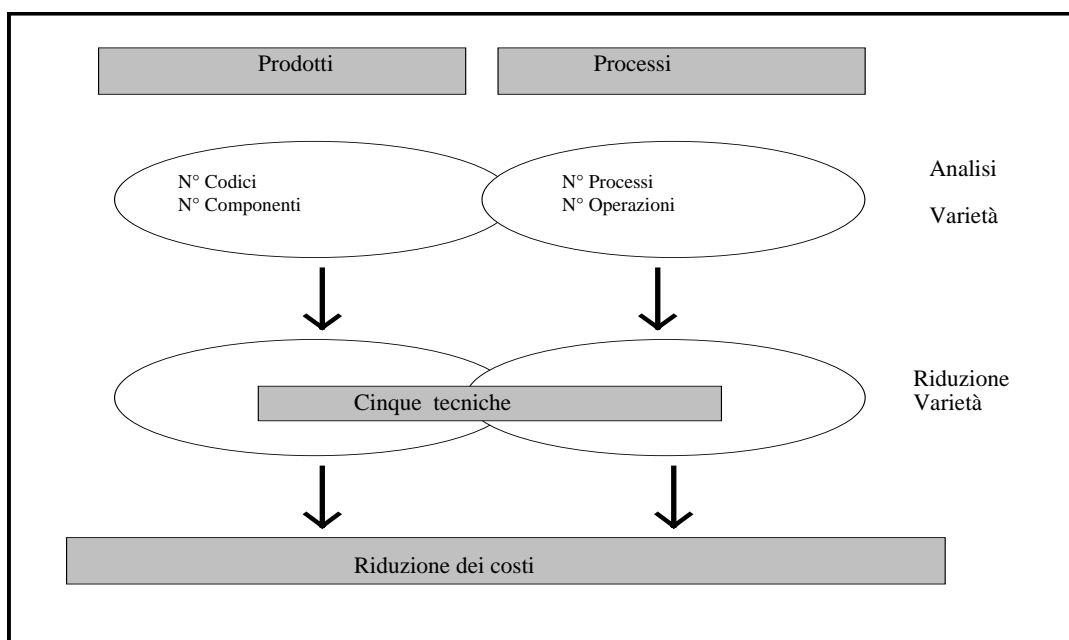 Prodotti
Processi
N° Codici
N° Componenti
N° Processi
N° Operazioni
Analisi
Varietà
Cinque tecniche
Riduzione
Varietà
Riduzione dei costi